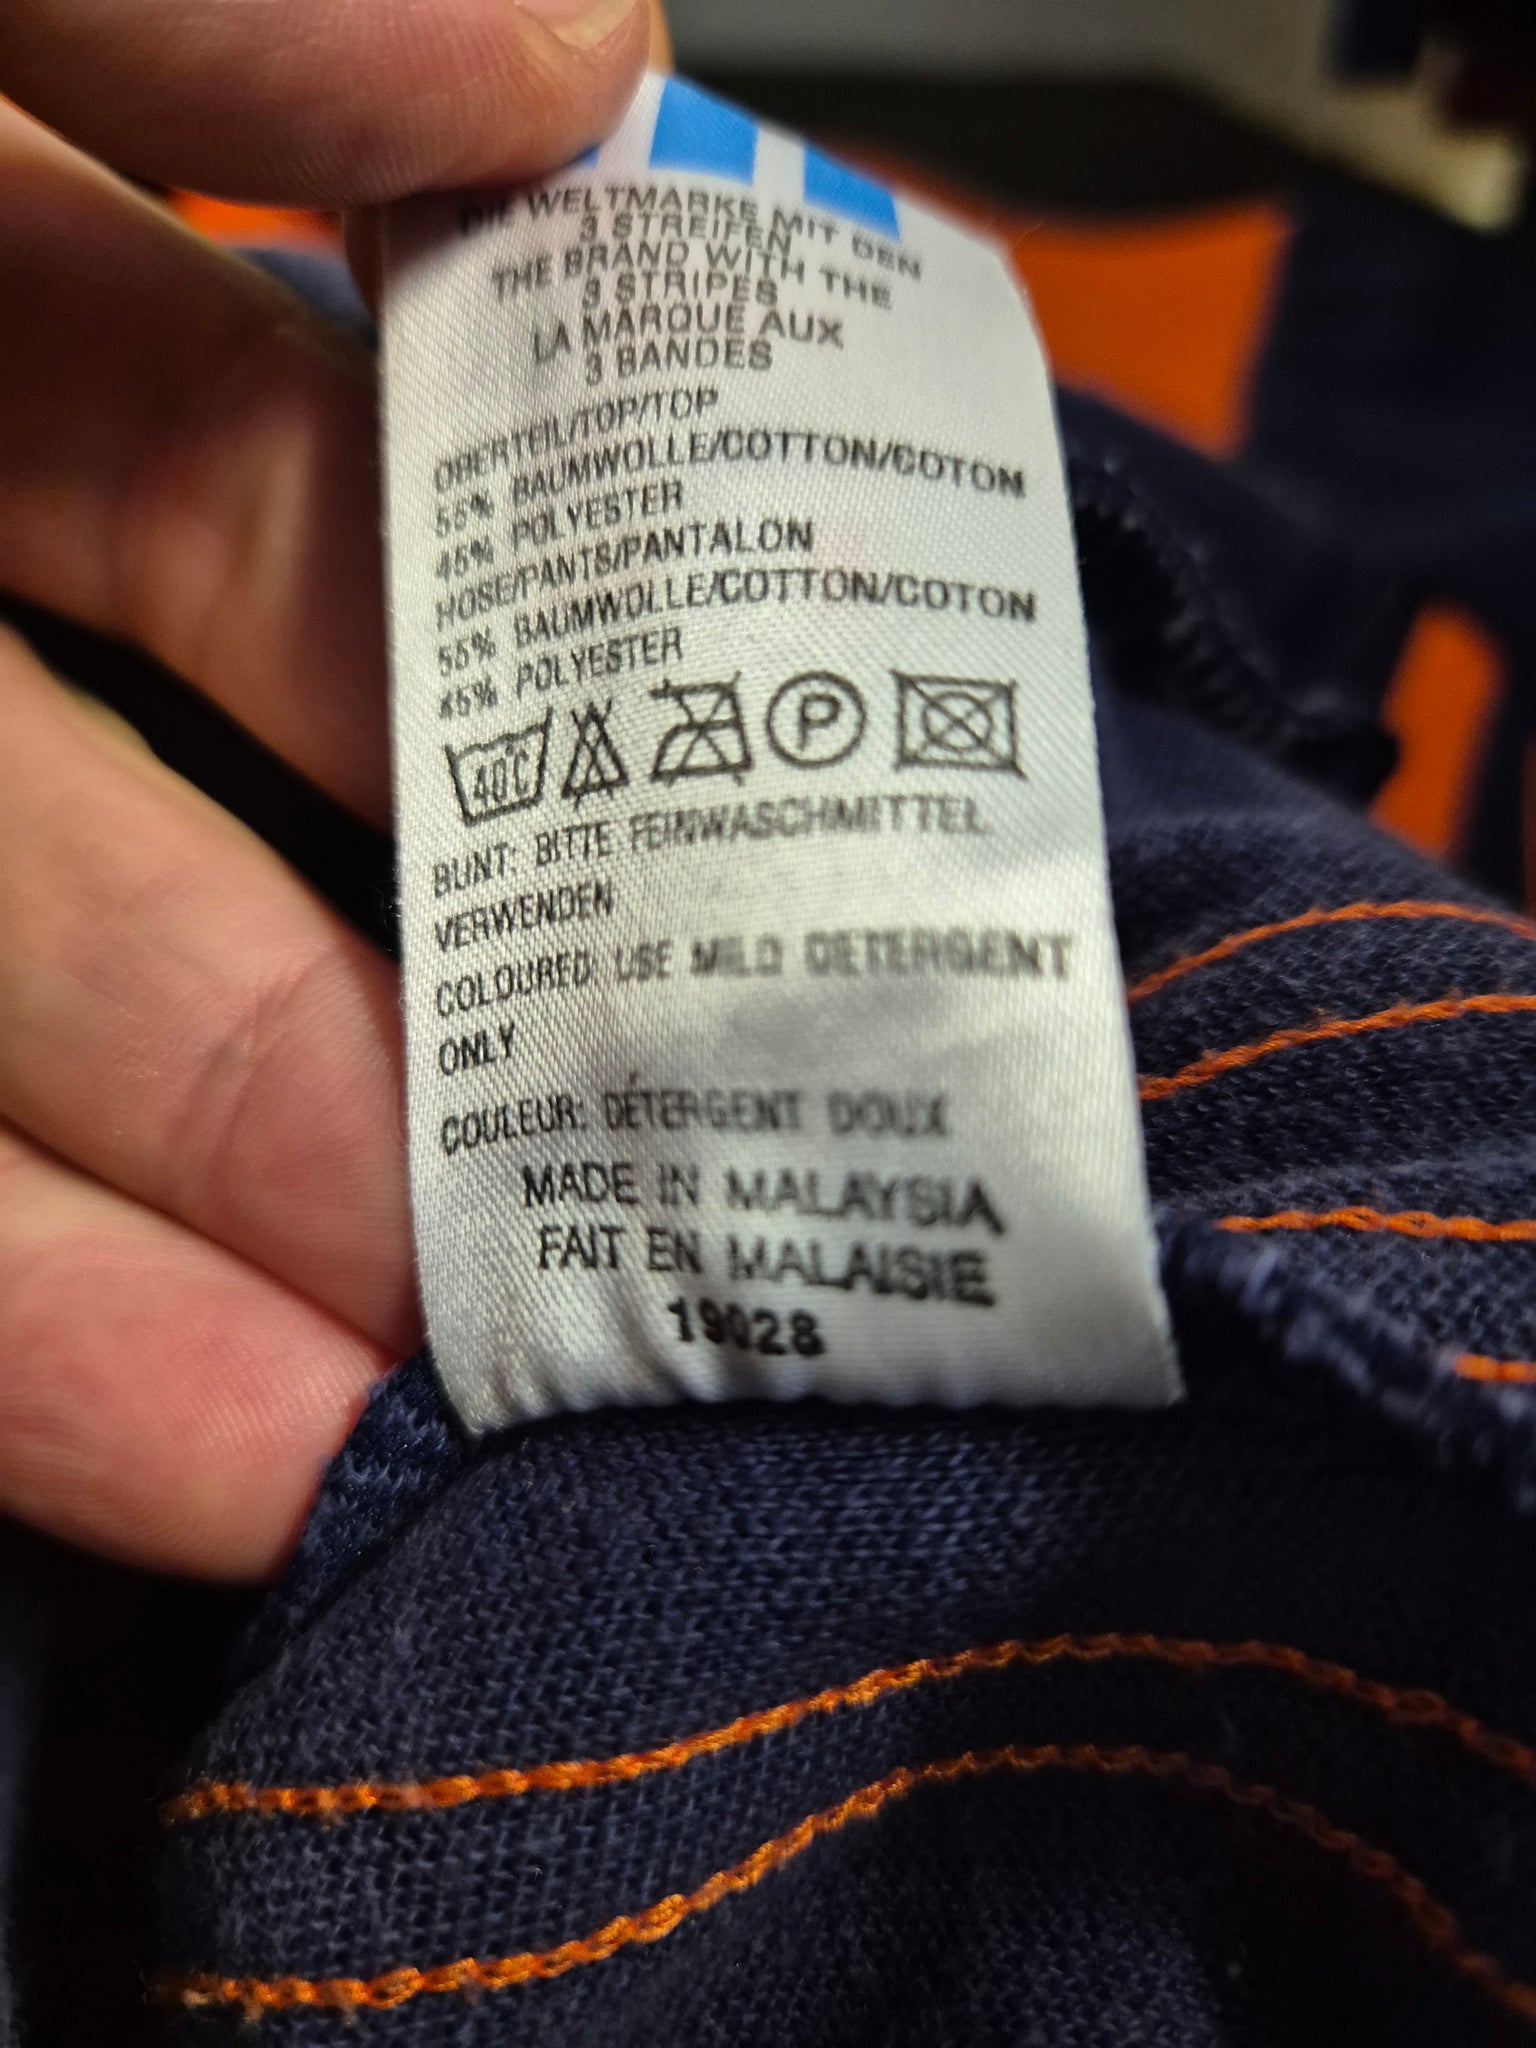 DIE WELTMARKE MIT DEN
3 STREIFEN
THE BRAND WITH THE
3 STRIPES
LA MARQUE AUX
3 BANDES
OBERTEIL/TOP/TOP
55% BAUMWOLLE/COTTON/COTON
45% POLYESTER
HOSE/PANTS/PANTALON
55% BAUMWOLLE/COTTON/COTON
45% POLYESTER
40°C P
BUNT: BITTE FEINWASCHMITTEL
VERWENDEN
COLOURED: USE MILD DETERGENT
ONLY
COULEUR: DÉTERGENT DOUX
MADE IN MALAYSIA
FAIT EN MALAISIE
19028